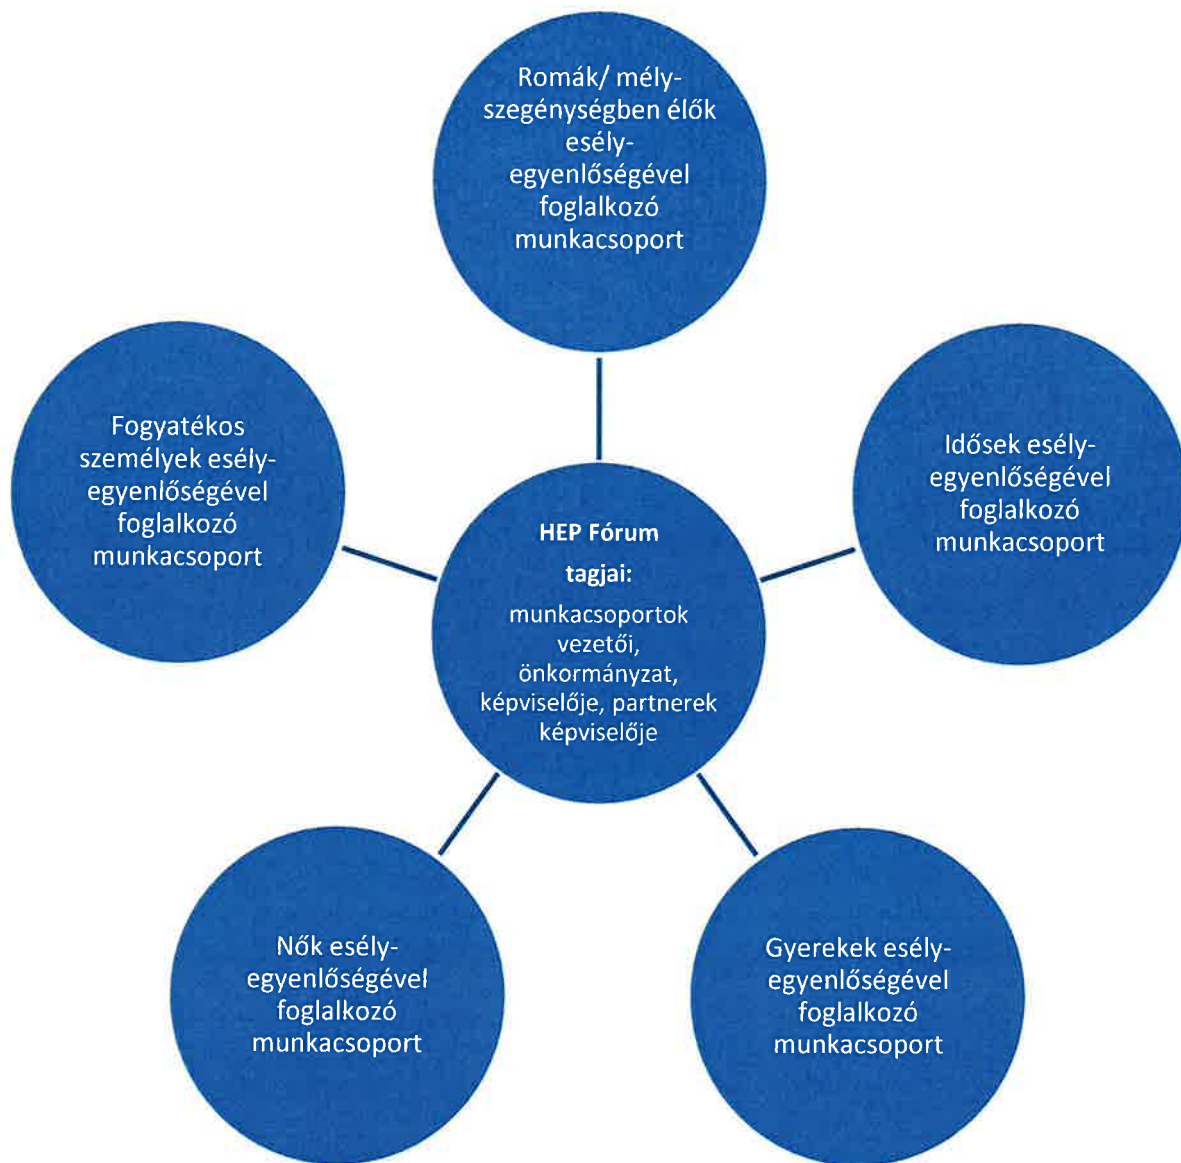 Romák/ mély-
szegénységben élők
esély-
egyenlőségével
foglalkozó
munkacsoport
Fogyatékos
személyek esély-
egyenlőségével
foglalkozó
munkacsoport
Idősek esély-
egyenlőségével
foglalkozó
munkacsoport
HEP Fórum
tagjai:
munkacsoportok
vezetői,
önkormányzat,
képviselője, partnerek
képviselője
Nők esély-
egyenlőségével
foglalkozó
munkacsoport
Gyerekek esély-
egyenlőségével
foglalkozó
munkacsoport